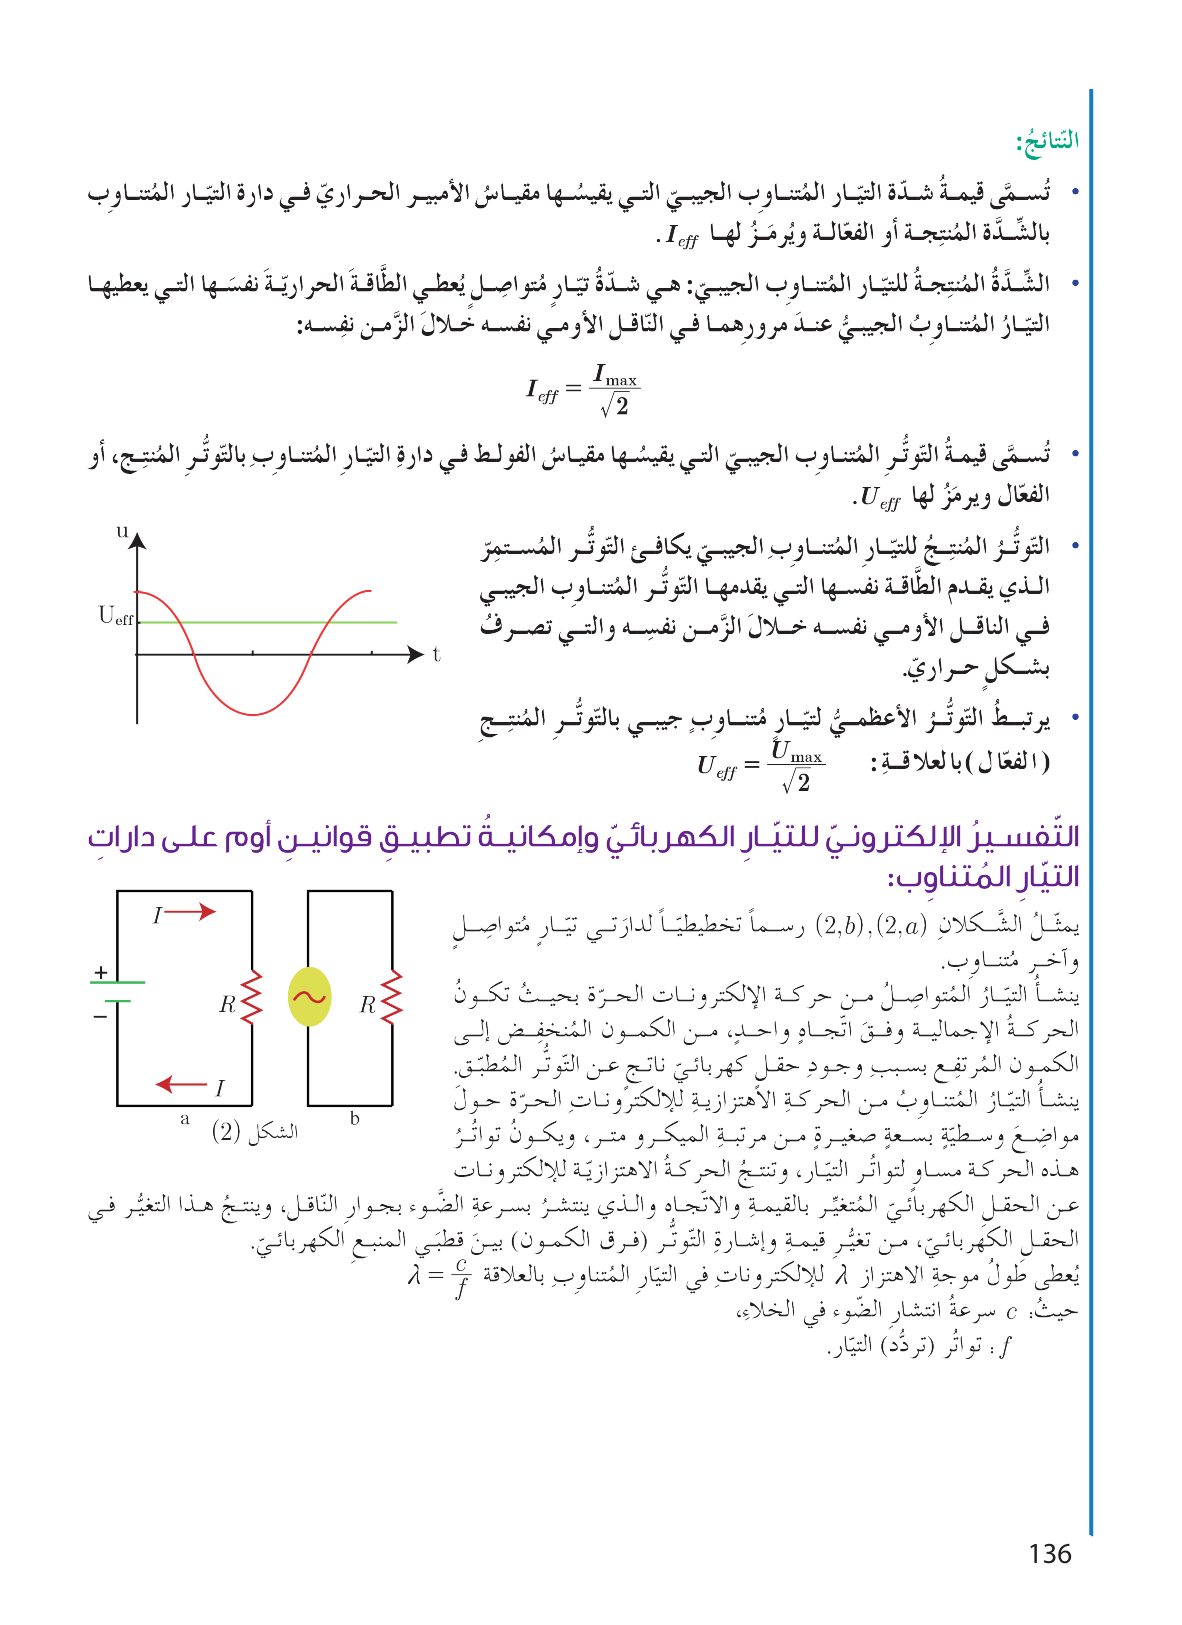 النّتائجُ:
• تُسمَّى قيمةُ شدّة التيّار المُتناوِب الجيبيّ التي يقيسُها مقياسُ الأمبير الحراريّ في دارة التيّار المُتناوِب
بالشِّدَّة المُنتِجة أو الفعّالة ويُرمَزُ لها I_eff .
• الشِّدَّةُ المُنتِجةُ للتيّار المُتناوِب الجيبيّ: هي شدّةُ تيّارٍ مُتواصِلٍ يُعطي الطَّاقةَ الحراريّةَ نفسَها التي يعطيها
التيّارُ المُتناوِبُ الجيبيُّ عندَ مرورِهما في النّاقل الأومي نفسه خلالَ الزَّمن نفسِه:
I_eff = I_max / √2
• تُسمَّى قيمةُ التّوتُّرِ المُتناوِب الجيبيّ التي يقيسُها مقياسُ الفولط في دارةِ التيّارِ المُتناوِبِ بالتّوتُّرِ المُنتِج، أو
الفعّال ويرمَزُ لها U_eff .
• التّوتُّرُ المُنتِجُ للتيّارِ المُتناوِبِ الجيبيّ يكافئ التّوتُّر المُستمِرّ
الذي يقدم الطَّاقة نفسها التي يقدمها التّوتُّر المُتناوِب الجيبي
في الناقل الأومي نفسه خلالَ الزَّمن نفسِه والتي تصرفُ
بشكلٍ حراريّ.
u
U_eff
t
• يرتبطُ التّوتُّرُ الأعظميُّ لتيّارٍ مُتناوِبٍ جيبي بالتّوتُّرِ المُنتِجِ
(الفعّال) بالعلاقةِ: U_eff = U_max / √2
التّفسيرُ الإلكترونيّ للتيّارِ الكهربائيّ وإمكانيةُ تطبيقِ قوانينِ أوم على داراتِ
التيّارِ المُتناوِب:
يمثّلُ الشَّكلانِ (2,a),(2,b) رسماً تخطيطيّاً لدارَتي تيّارٍ مُتواصِلٍ
وآخر مُتناوِب.
ينشأُ التيّارُ المُتواصِلُ من حركة الإلكترونات الحرّة بحيثُ تكونُ
الحركةُ الإجمالية وفقَ اتّجاهٍ واحدٍ، من الكمون المُنخفِض إلى
الكمون المُرتفِع بسببِ وجودِ حقل كهربائيّ ناتجٍ عن التّوتُّر المُطبّق.
ينشأُ التيّارُ المُتناوِبُ من الحركةِ الاهتزازيةِ للإلكتروناتِ الحرّة حولَ
مواضِعَ وسطيّةٍ بسعةٍ صغيرةٍ من مرتبةِ الميكرو متر، ويكونُ تواتُرُ
هذه الحركة مساوٍ لتواتُر التيّار، وتنتجُ الحركةُ الاهتزازيّة للإلكترونات
عن الحقلِ الكهربائيّ المُتغيِّر بالقيمةِ والاتّجاه والذي ينتشرُ بسرعةِ الضَّوء بجوارِ النّاقل، وينتجُ هذا التغيُّر في
الحقلِ الكهربائيّ، من تغيُّرِ قيمةِ وإشارةِ التّوتُّر (فرق الكمون) بينَ قطبَي المنبعِ الكهربائيّ.
I
+
−
R
R
I
a
b
الشكل (2)
يُعطى طولُ موجةِ الاهتزاز λ للإلكتروناتِ في التيّار المُتناوِبِ بالعلاقة λ = c / f
حيثُ: c سرعةُ انتشارِ الضّوء في الخلاءِ،
f : تواتُر (تردُّد) التيّار.
136